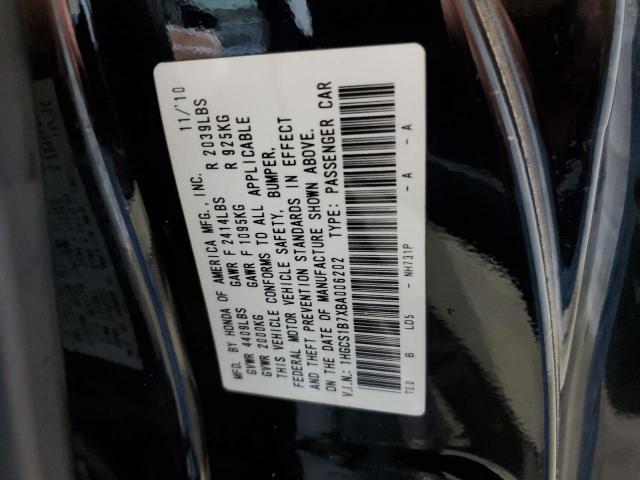 MFD. BY HONDA OF AMERICA MFG., INC. 11/10
GVWR 4409LBS GAWR F 2414LBS R 2039LBS
GVWR 2000KG GAWR F 1095KG R 925KG
THIS VEHICLE CONFORMS TO ALL APPLICABLE
FEDERAL MOTOR VEHICLE SAFETY, BUMPER,
AND THEFT PREVENTION STANDARDS IN EFFECT
ON THE DATE OF MANUFACTURE SHOWN ABOVE.
V.I.N.: 1HGCS1B7XBA006202 TYPE: PASSENGER CAR
TE0 B LD5 - NH731P - A - A